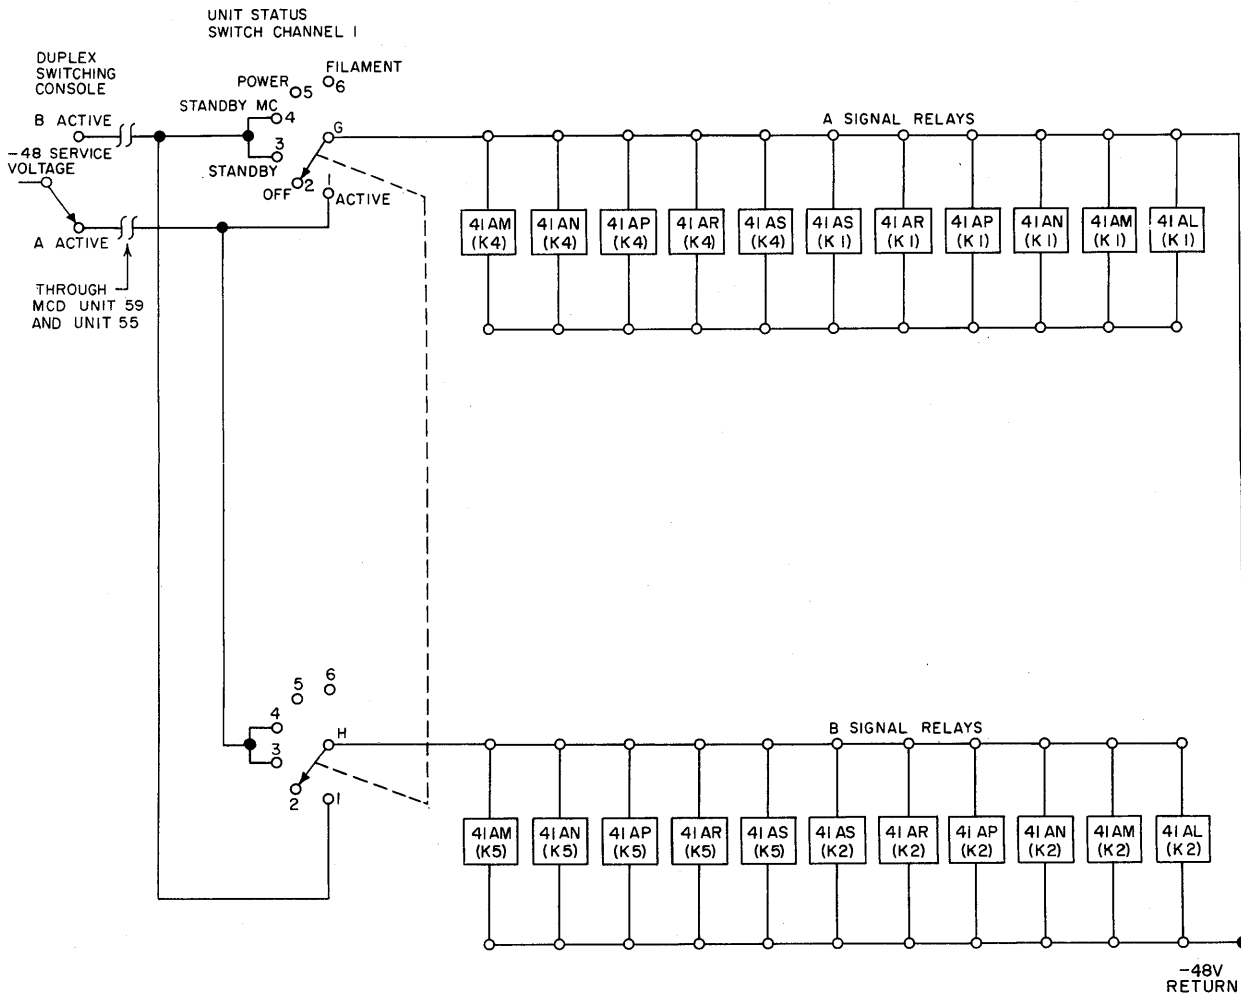 UNIT STATUS
SWITCH CHANNEL 1
DUPLEX
SWITCHING
CONSOLE
FILAMENT
6
POWER
5
STANDBY MC
4
B ACTIVE
G
A SIGNAL RELAYS
3
-48 SERVICE
VOLTAGE
STANDBY
OFF
2
1
ACTIVE
A ACTIVE
41AM
(K4)
41AN
(K4)
41AP
(K4)
41AR
(K4)
41AS
(K4)
41AS
(K1)
41AR
(K1)
41AP
(K1)
41AN
(K1)
41AM
(K1)
41AL
(K1)
THROUGH
MCD UNIT 59
AND UNIT 55
6
5
4
3
H
B SIGNAL RELAYS
2
1
41AM
(K5)
41AN
(K5)
41AP
(K5)
41AR
(K5)
41AS
(K5)
41AS
(K2)
41AR
(K2)
41AP
(K2)
41AN
(K2)
41AM
(K2)
41AL
(K2)
-48V
RETURN